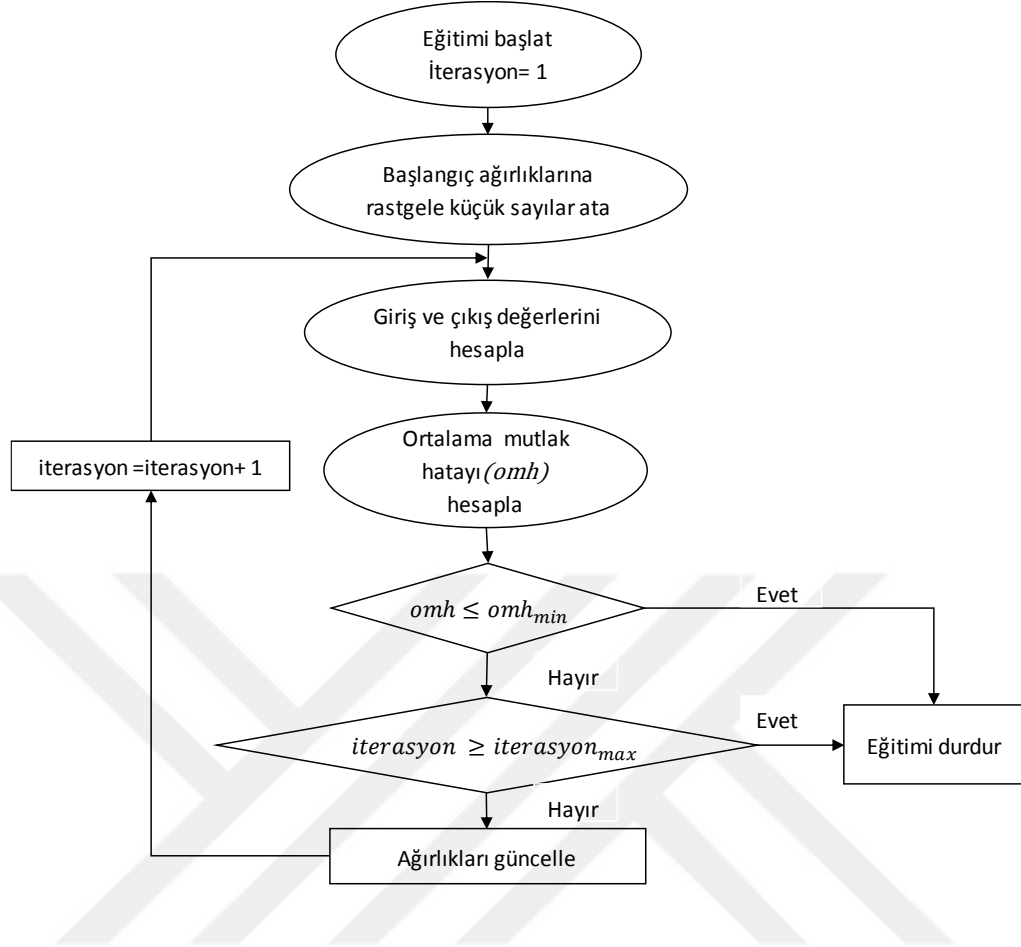 Eğitimi başlat
İterasyon= 1
Başlangıç ağırlıklarına
rastgele küçük sayılar ata
Giriş ve çıkış değerlerini
hesapla
Ortalama mutlak
hatayı(omh)
hesapla
iterasyon =iterasyon+ 1
omh ≤ omh_min
Evet
Hayır
iterasyon ≥ iterasyon_max
Evet
Eğitimi durdur
Hayır
Ağırlıkları güncelle